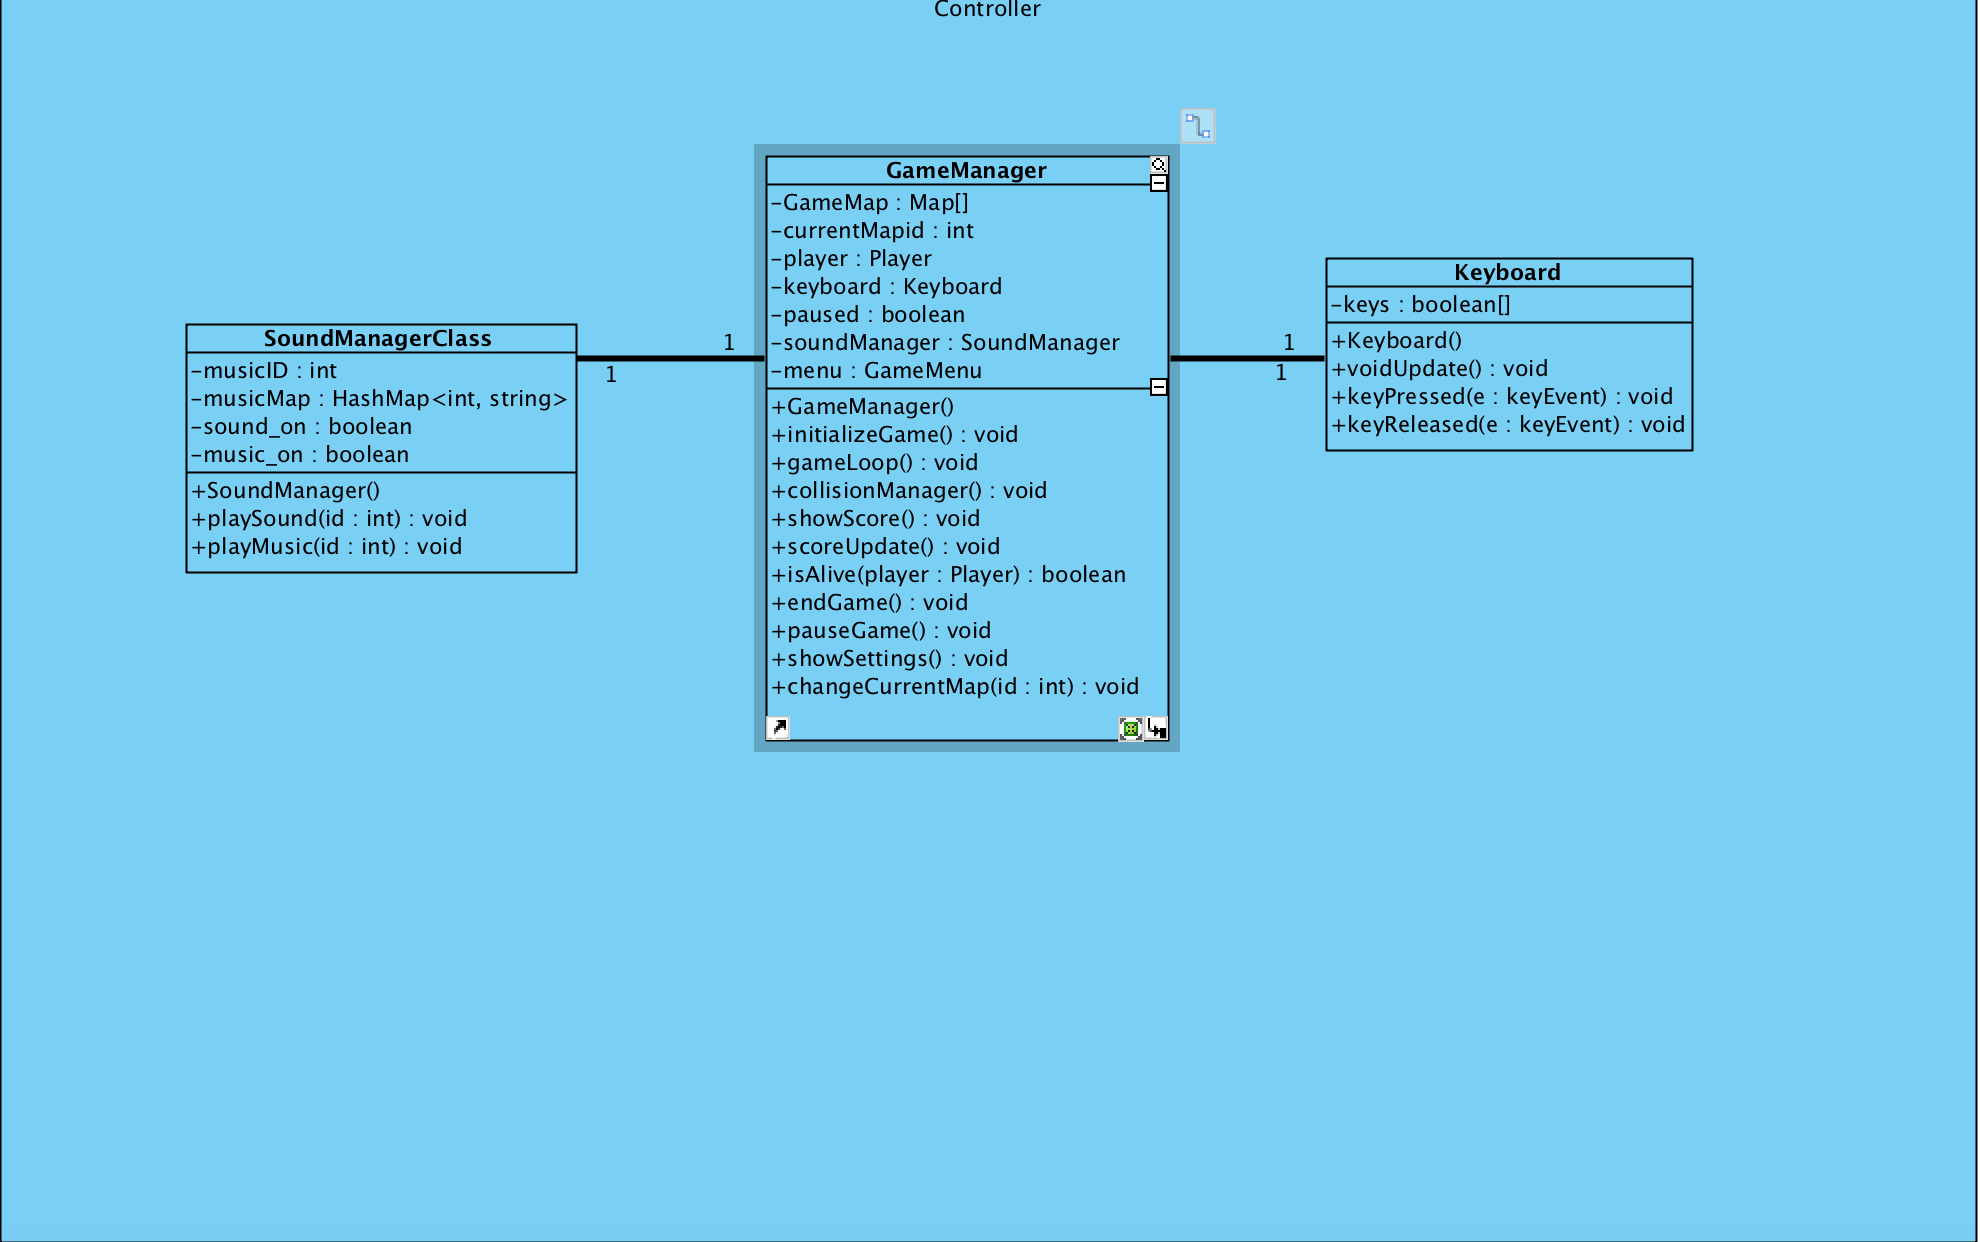 Controller
SoundManagerClass
-musicID : int
-musicMap : HashMap<int, string>
-sound_on : boolean
-music_on : boolean
+SoundManager()
+playSound(id : int) : void
+playMusic(id : int) : void
1
1
GameManager
-GameMap : Map[]
-currentMapid : int
-player : Player
-keyboard : Keyboard
-paused : boolean
-soundManager : SoundManager
-menu : GameMenu
+GameManager()
+initializeGame() : void
+gameLoop() : void
+collisionManager() : void
+showScore() : void
+scoreUpdate() : void
+isAlive(player : Player) : boolean
+endGame() : void
+pauseGame() : void
+showSettings() : void
+changeCurrentMap(id : int) : void
1
1
Keyboard
-keys : boolean[]
+Keyboard()
+voidUpdate() : void
+keyPressed(e : keyEvent) : void
+keyReleased(e : keyEvent) : void